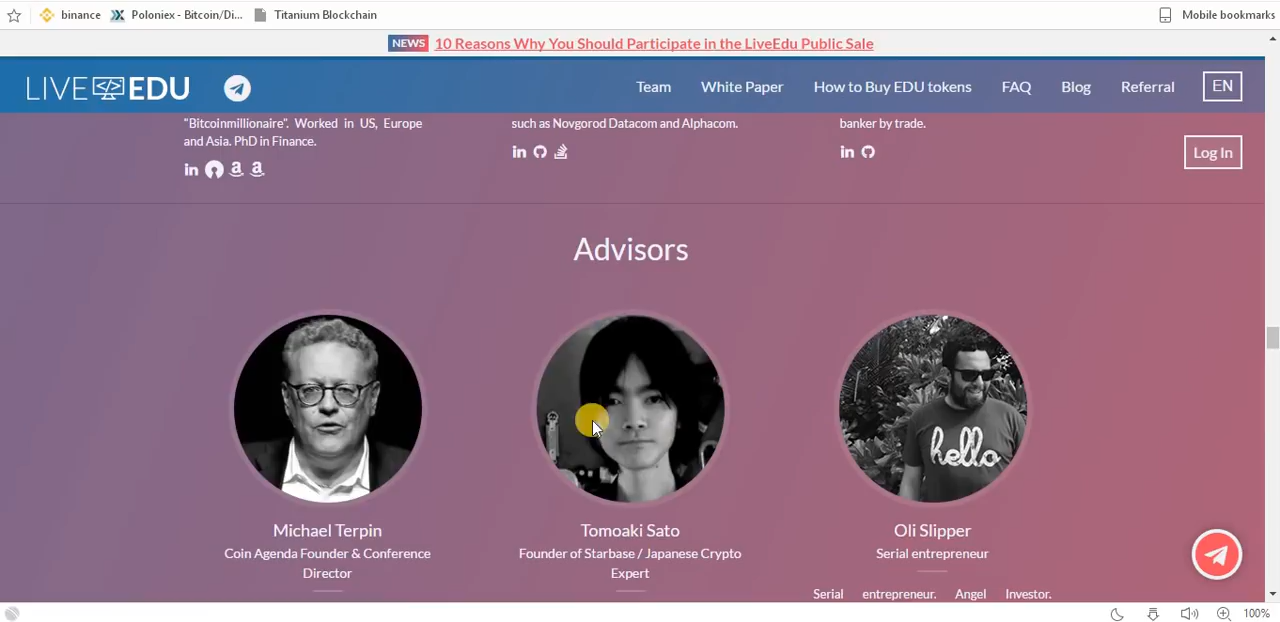 binance Poloniex - Bitcoin/Di... Titanium Blockchain Mobile bookmarks
NEWS 10 Reasons Why You Should Participate in the LiveEdu Public Sale
LIVE EDU Team White Paper How to Buy EDU tokens FAQ Blog Referral EN
"Bitcoinmillionaire". Worked in US, Europe
and Asia. PhD in Finance.
such as Novgorod Datacom and Alphacom.
banker by trade.
Log In
Advisors
hello
Michael Terpin
Coin Agenda Founder & Conference
Director
Tomoaki Sato
Founder of Starbase / Japanese Crypto
Expert
Oli Slipper
Serial entrepreneur
Serial entrepreneur. Angel Investor.
100%